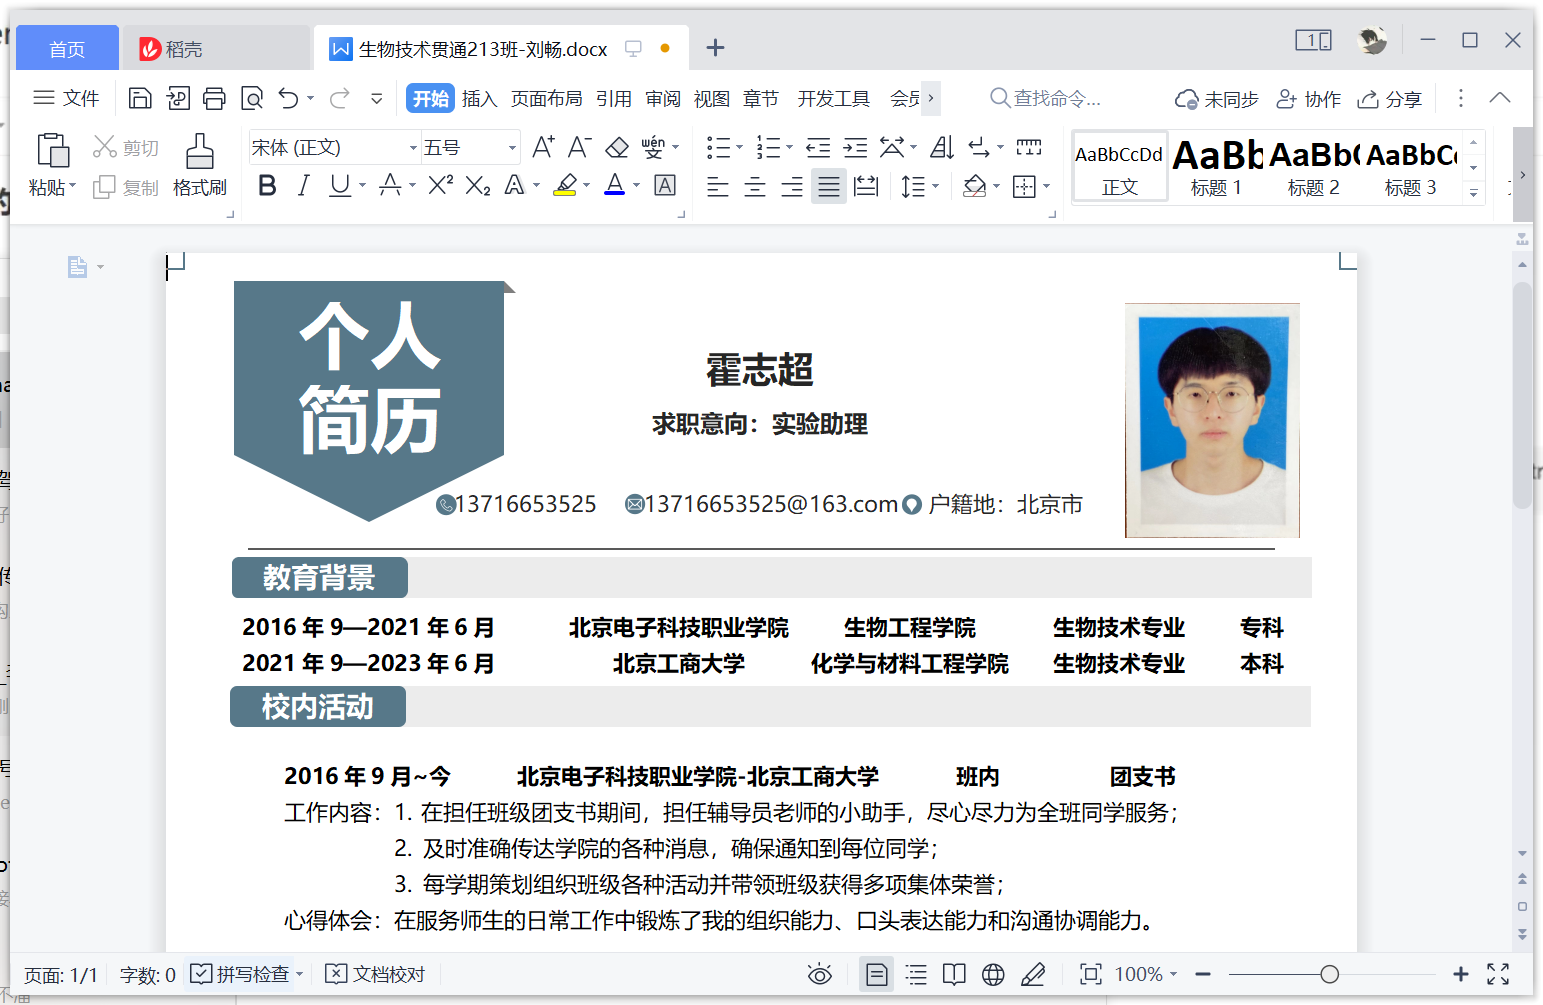 首页 稻壳 生物技术贯通213班-刘畅.docx
文件 开始 插入 页面布局 引用 审阅 视图 章节 开发工具 会员 查找命令... 未同步 协作 分享
粘贴 剪切 复制 格式刷 宋体 (正文) 五号
AaBbCcDd 正文 AaBb 标题 1 AaBb 标题 2 AaBbC 标题 3
个人
简历
霍志超
求职意向：实验助理
13716653525 13716653525@163.com 户籍地：北京市
教育背景
2016 年 9—2021 年 6 月 北京电子科技职业学院 生物工程学院 生物技术专业 专科
2021 年 9—2023 年 6 月 北京工商大学 化学与材料工程学院 生物技术专业 本科
校内活动
2016 年 9 月~今 北京电子科技职业学院-北京工商大学 班内 团支书
工作内容：1. 在担任班级团支书期间，担任辅导员老师的小助手，尽心尽力为全班同学服务；
2. 及时准确传达学院的各种消息，确保通知到每位同学；
3. 每学期策划组织班级各种活动并带领班级获得多项集体荣誉；
心得体会：在服务师生的日常工作中锻炼了我的组织能力、口头表达能力和沟通协调能力。
页面: 1/1 字数: 0 拼写检查 文档校对 100%